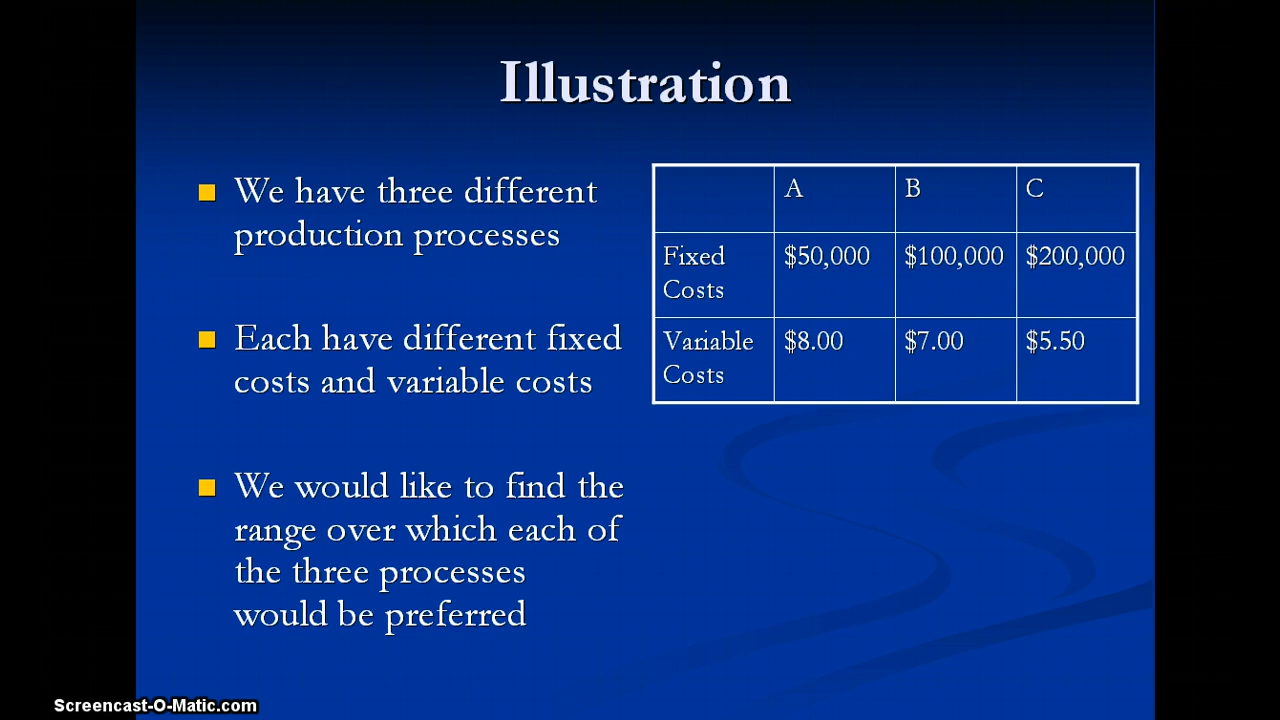 Illustration
We have three different
production processes
Each have different fixed
costs and variable costs
We would like to find the
range over which each of
the three processes
would be preferred
A B C
Fixed Costs $50,000 $100,000 $200,000
Variable Costs $8.00 $7.00 $5.50
Screencast-O-Matic.com